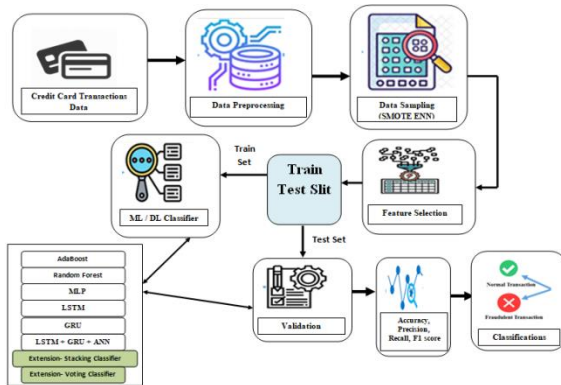 Credit Card Transactions
Data
Data Preprocessing
Data Sampling
(SMOTE ENN)
Feature Selection
Train
Test Slit
Train
Set
ML / DL Classifier
Test Set
AdaBoost
Random Forest
MLP
LSTM
GRU
LSTM + GRU + ANN
Extension- Stacking Classifier
Extension- Voting Classifier
Validation
Accuracy,
Precision,
Recall, F1 score
Normal Transaction
Fraudulent Transaction
Classifications